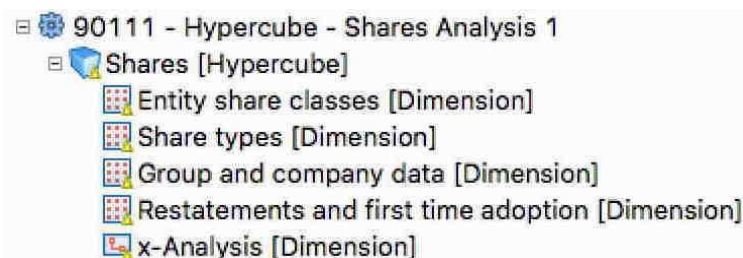 90111 - Hypercube - Shares Analysis 1
Shares [Hypercube]
Entity share classes [Dimension]
Share types [Dimension]
Group and company data [Dimension]
Restatements and first time adoption [Dimension]
x-Analysis [Dimension]